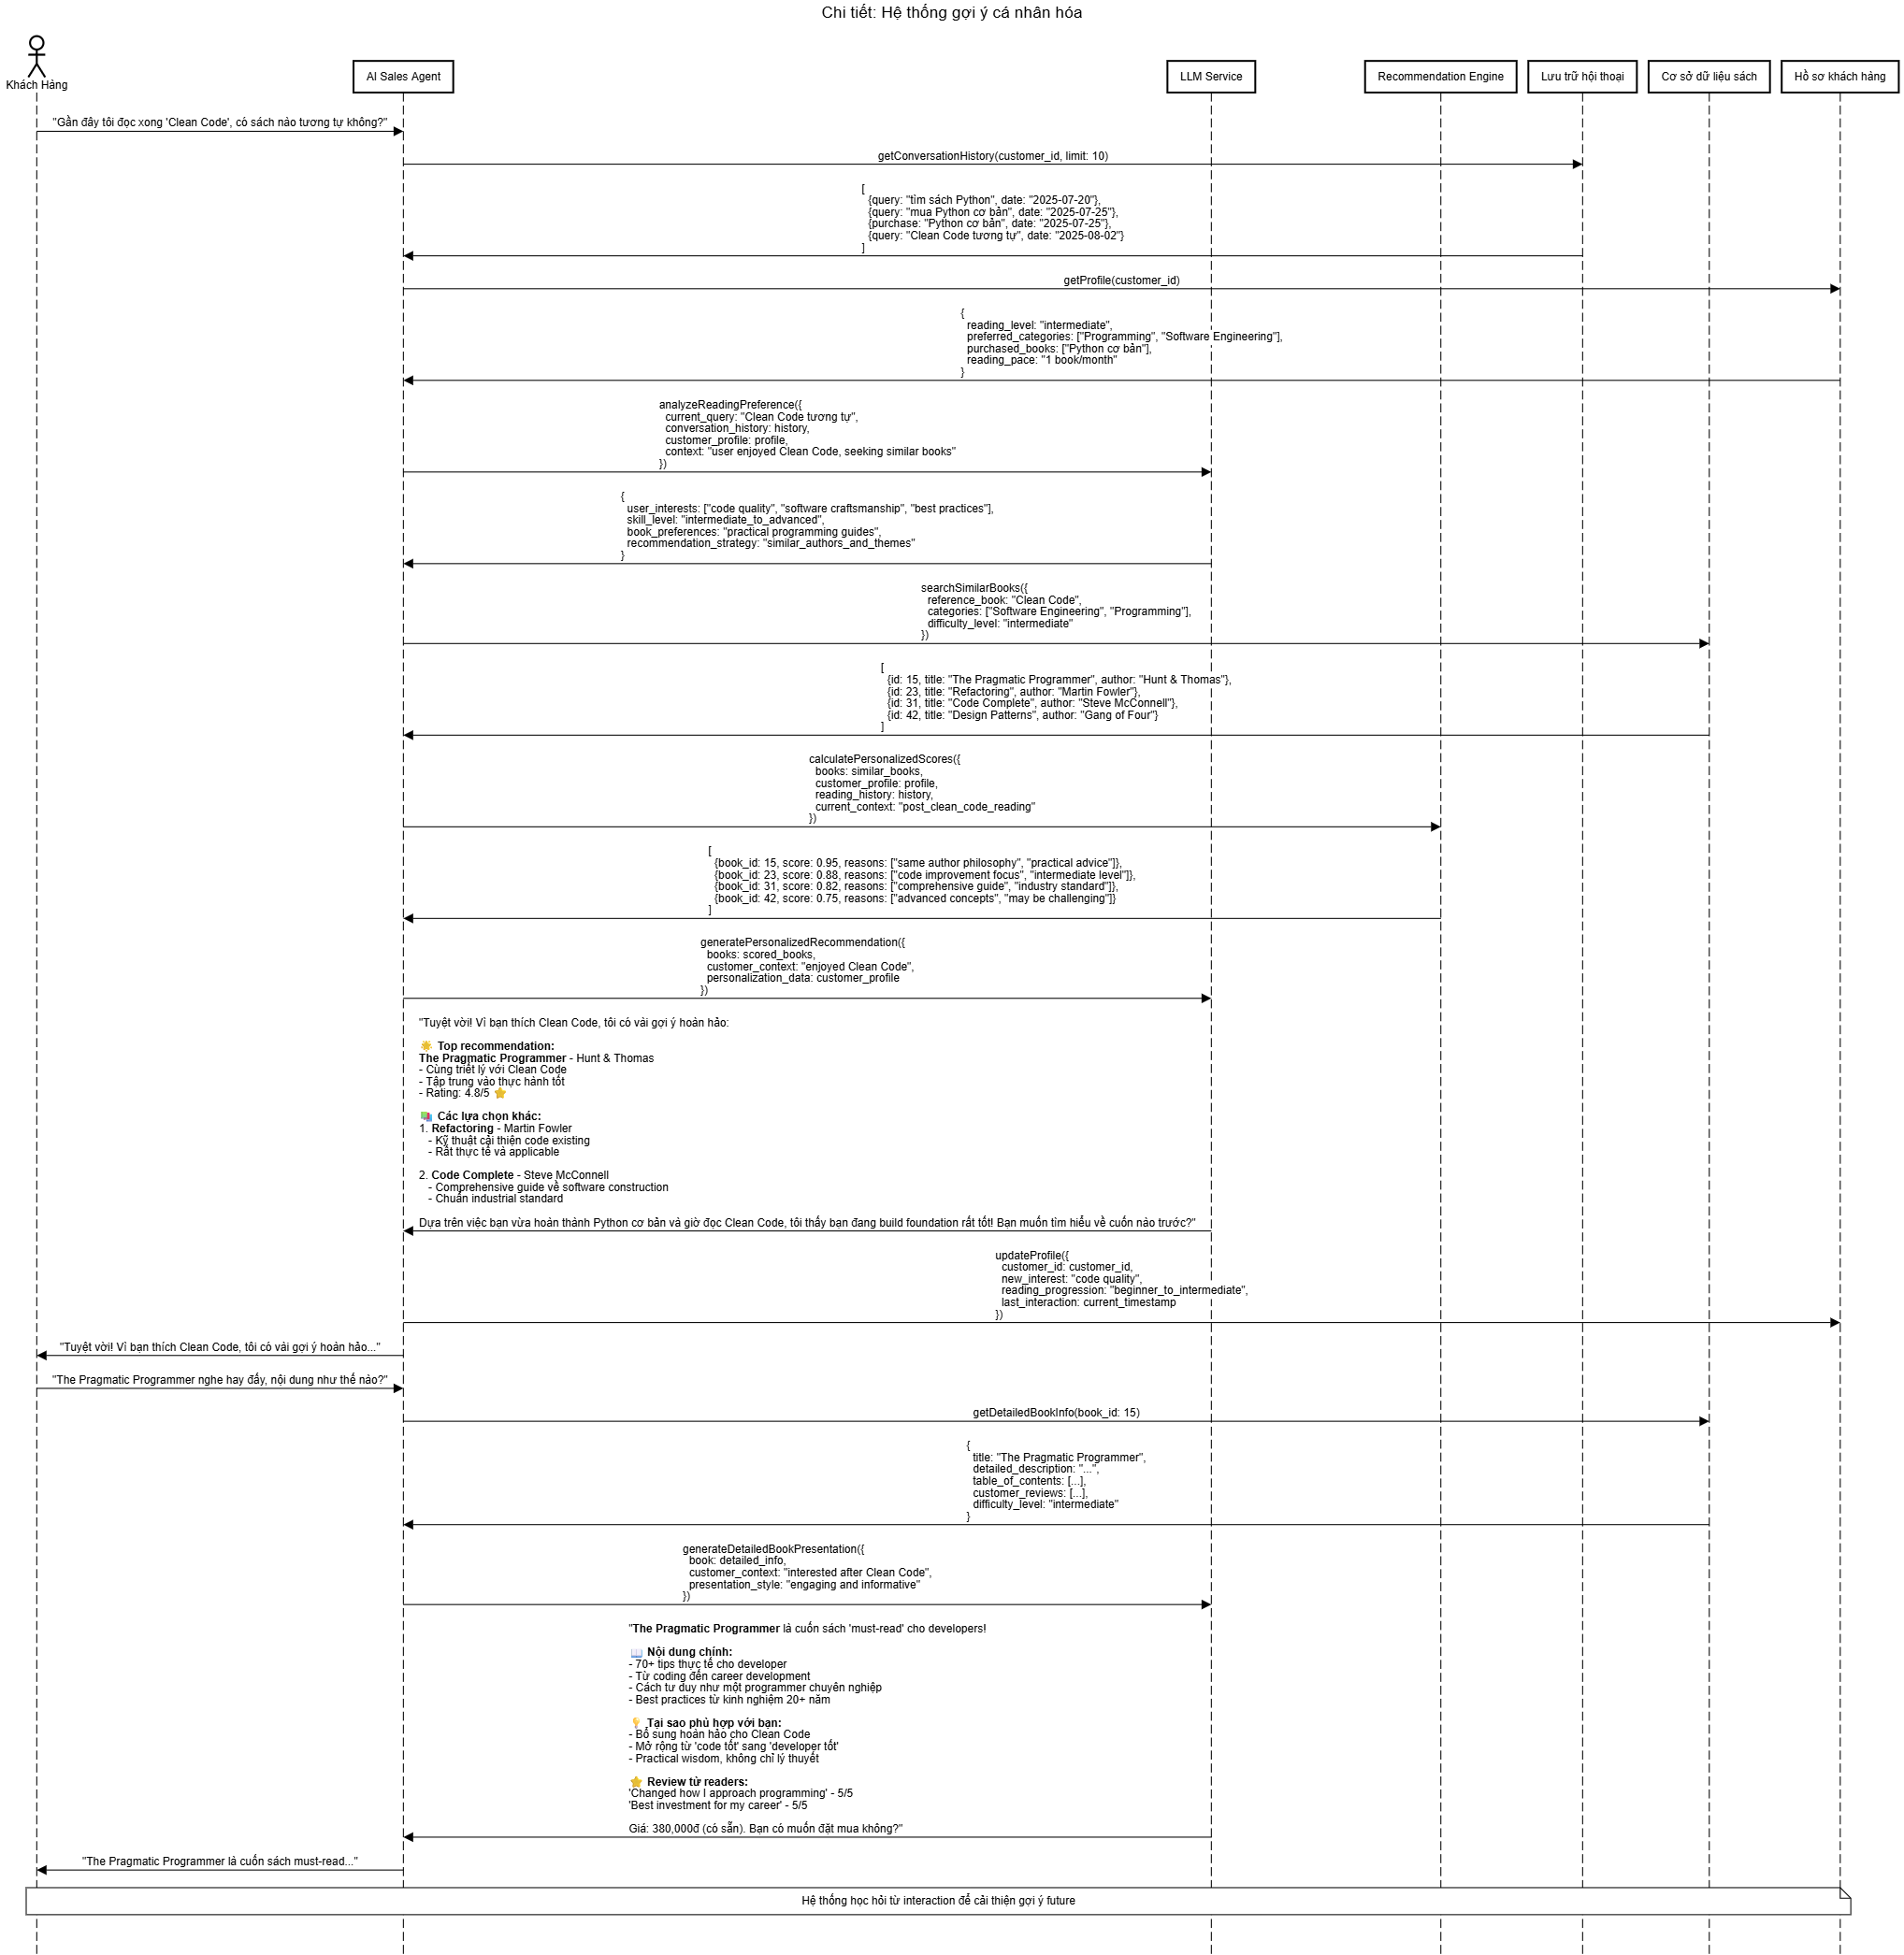 Chi tiết: Hệ thống gợi ý cá nhân hóa
Khách Hàng
AI Sales Agent
LLM Service
Recommendation Engine
Lưu trữ hội thoại
Cơ sở dữ liệu sách
Hồ sơ khách hàng
"Gần đây tôi đọc xong 'Clean Code', có sách nào tương tự không?"
getConversationHistory(customer_id, limit: 10)
[
{query: "tìm sách Python", date: "2025-07-20"},
{query: "mua Python cơ bản", date: "2025-07-25"},
{purchase: "Python cơ bản", date: "2025-07-25"},
{query: "Clean Code tương tự", date: "2025-08-02"}
]
getProfile(customer_id)
{
reading_level: "intermediate",
preferred_categories: ["Programming", "Software Engineering"],
purchased_books: ["Python cơ bản"],
reading_pace: "1 book/month"
}
analyzeReadingPreference({
current_query: "Clean Code tương tự",
conversation_history: history,
customer_profile: profile,
context: "user enjoyed Clean Code, seeking similar books"
})
{
user_interests: ["code quality", "software craftsmanship", "best practices"],
skill_level: "intermediate_to_advanced",
book_preferences: "practical programming guides",
recommendation_strategy: "similar_authors_and_themes"
}
searchSimilarBooks({
reference_book: "Clean Code",
categories: ["Software Engineering", "Programming"],
difficulty_level: "intermediate"
})
[
{id: 15, title: "The Pragmatic Programmer", author: "Hunt & Thomas"},
{id: 23, title: "Refactoring", author: "Martin Fowler"},
{id: 31, title: "Code Complete", author: "Steve McConnell"},
{id: 42, title: "Design Patterns", author: "Gang of Four"}
]
calculatePersonalizedScores({
books: similar_books,
customer_profile: profile,
reading_history: history,
current_context: "post_clean_code_reading"
})
[
{book_id: 15, score: 0.95, reasons: ["same author philosophy", "practical advice"]},
{book_id: 23, score: 0.88, reasons: ["code improvement focus", "intermediate level"]},
{book_id: 31, score: 0.82, reasons: ["comprehensive guide", "industry standard"]},
{book_id: 42, score: 0.75, reasons: ["advanced concepts", "may be challenging"]}
]
generatePersonalizedRecommendation({
books: scored_books,
customer_context: "enjoyed Clean Code",
personalization_data: customer_profile
})
"Tuyệt vời! Vì bạn thích Clean Code, tôi có vài gợi ý hoàn hảo:
🌟 Top recommendation:
The Pragmatic Programmer - Hunt & Thomas
- Cùng triết lý với Clean Code
- Tập trung vào thực hành tốt
- Rating: 4.8/5 ⭐
📚 Các lựa chọn khác:
1. Refactoring - Martin Fowler
- Kỹ thuật cải thiện code existing
- Rất thực tế và applicable
2. Code Complete - Steve McConnell
- Comprehensive guide về software construction
- Chuẩn industrial standard
Dựa trên việc bạn vừa hoàn thành Python cơ bản và giờ đọc Clean Code, tôi thấy bạn đang build foundation rất tốt! Bạn muốn tìm hiểu về cuốn nào trước?"
updateProfile({
customer_id: customer_id,
new_interest: "code quality",
reading_progression: "beginner_to_intermediate",
last_interaction: current_timestamp
})
"Tuyệt vời! Vì bạn thích Clean Code, tôi có vài gợi ý hoàn hảo..."
"The Pragmatic Programmer nghe hay đấy, nội dung như thế nào?"
getDetailedBookInfo(book_id: 15)
{
title: "The Pragmatic Programmer",
detailed_description: "...",
table_of_contents: [...],
customer_reviews: [...],
difficulty_level: "intermediate"
}
generateDetailedBookPresentation({
book: detailed_info,
customer_context: "interested after Clean Code",
presentation_style: "engaging and informative"
})
"The Pragmatic Programmer là cuốn sách 'must-read' cho developers!
📖 Nội dung chính:
- 70+ tips thực tế cho developer
- Từ coding đến career development
- Cách tư duy như một programmer chuyên nghiệp
- Best practices từ kinh nghiệm 20+ năm
💡 Tại sao phù hợp với bạn:
- Bổ sung hoàn hảo cho Clean Code
- Mở rộng từ 'code tốt' sang 'developer tốt'
- Practical wisdom, không chỉ lý thuyết
⭐ Review từ readers:
'Changed how I approach programming' - 5/5
'Best investment for my career' - 5/5
Giá: 380,000đ (có sẵn). Bạn có muốn đặt mua không?"
"The Pragmatic Programmer là cuốn sách must-read..."
Hệ thống học hỏi từ interaction để cải thiện gợi ý future